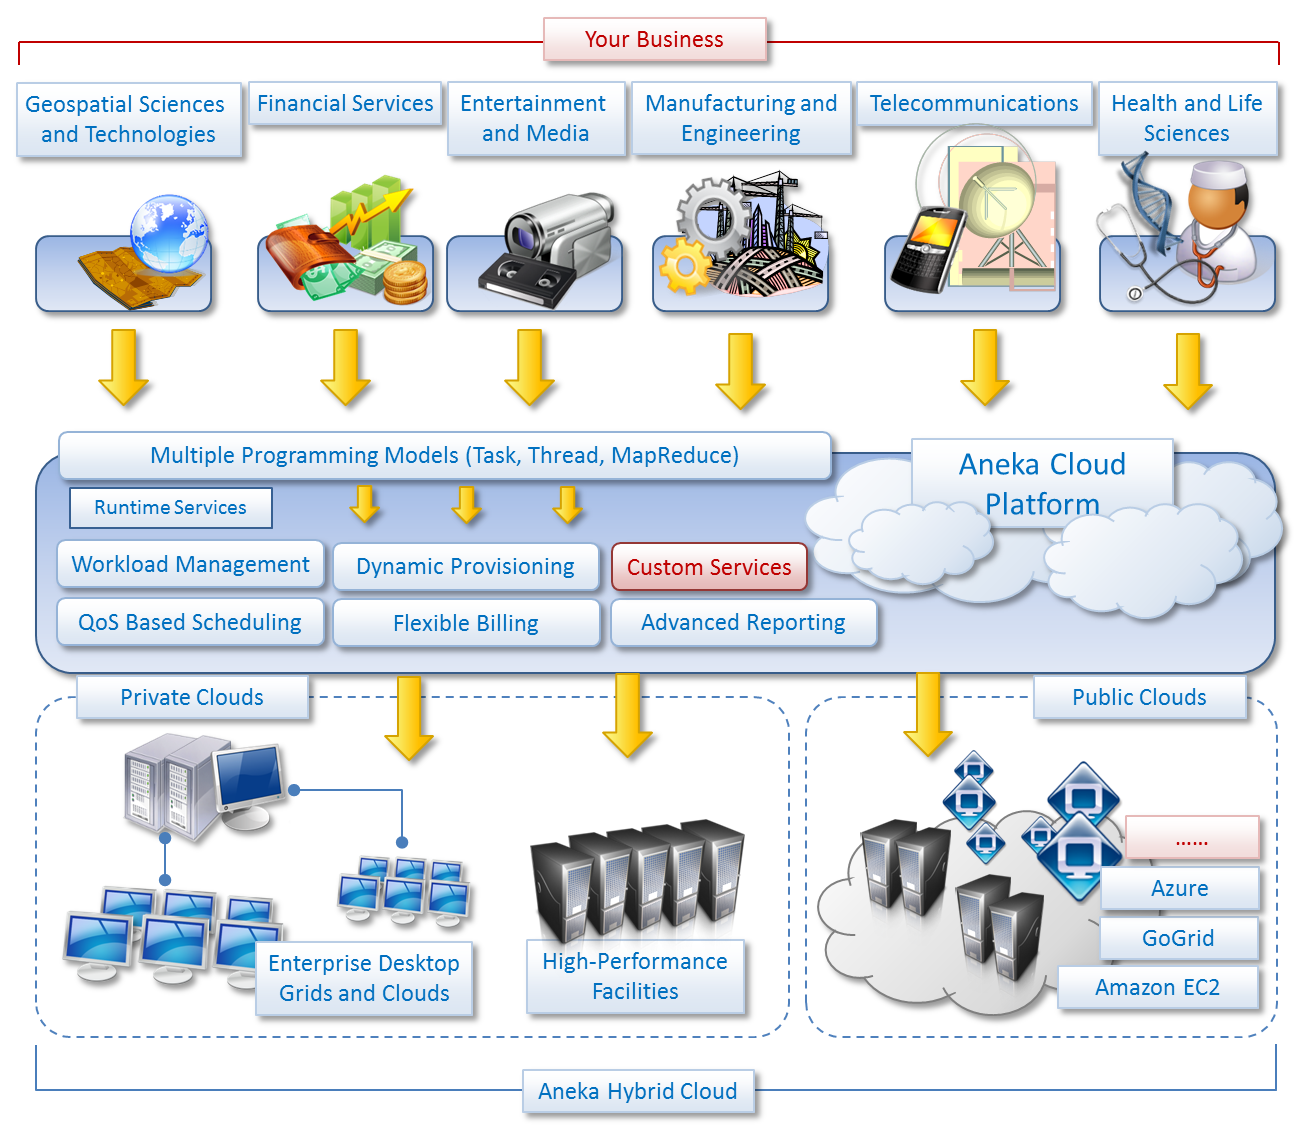 Your Business
Geospatial Sciences
and Technologies
Financial Services
Entertainment
and Media
Manufacturing and
Engineering
Telecommunications
Health and Life
Sciences
Multiple Programming Models (Task, Thread, MapReduce)
Aneka Cloud
Platform
Runtime Services
Workload Management
Dynamic Provisioning
Custom Services
QoS Based Scheduling
Flexible Billing
Advanced Reporting
Private Clouds
Public Clouds
......
Azure
GoGrid
Amazon EC2
Enterprise Desktop
Grids and Clouds
High-Performance
Facilities
Aneka Hybrid Cloud